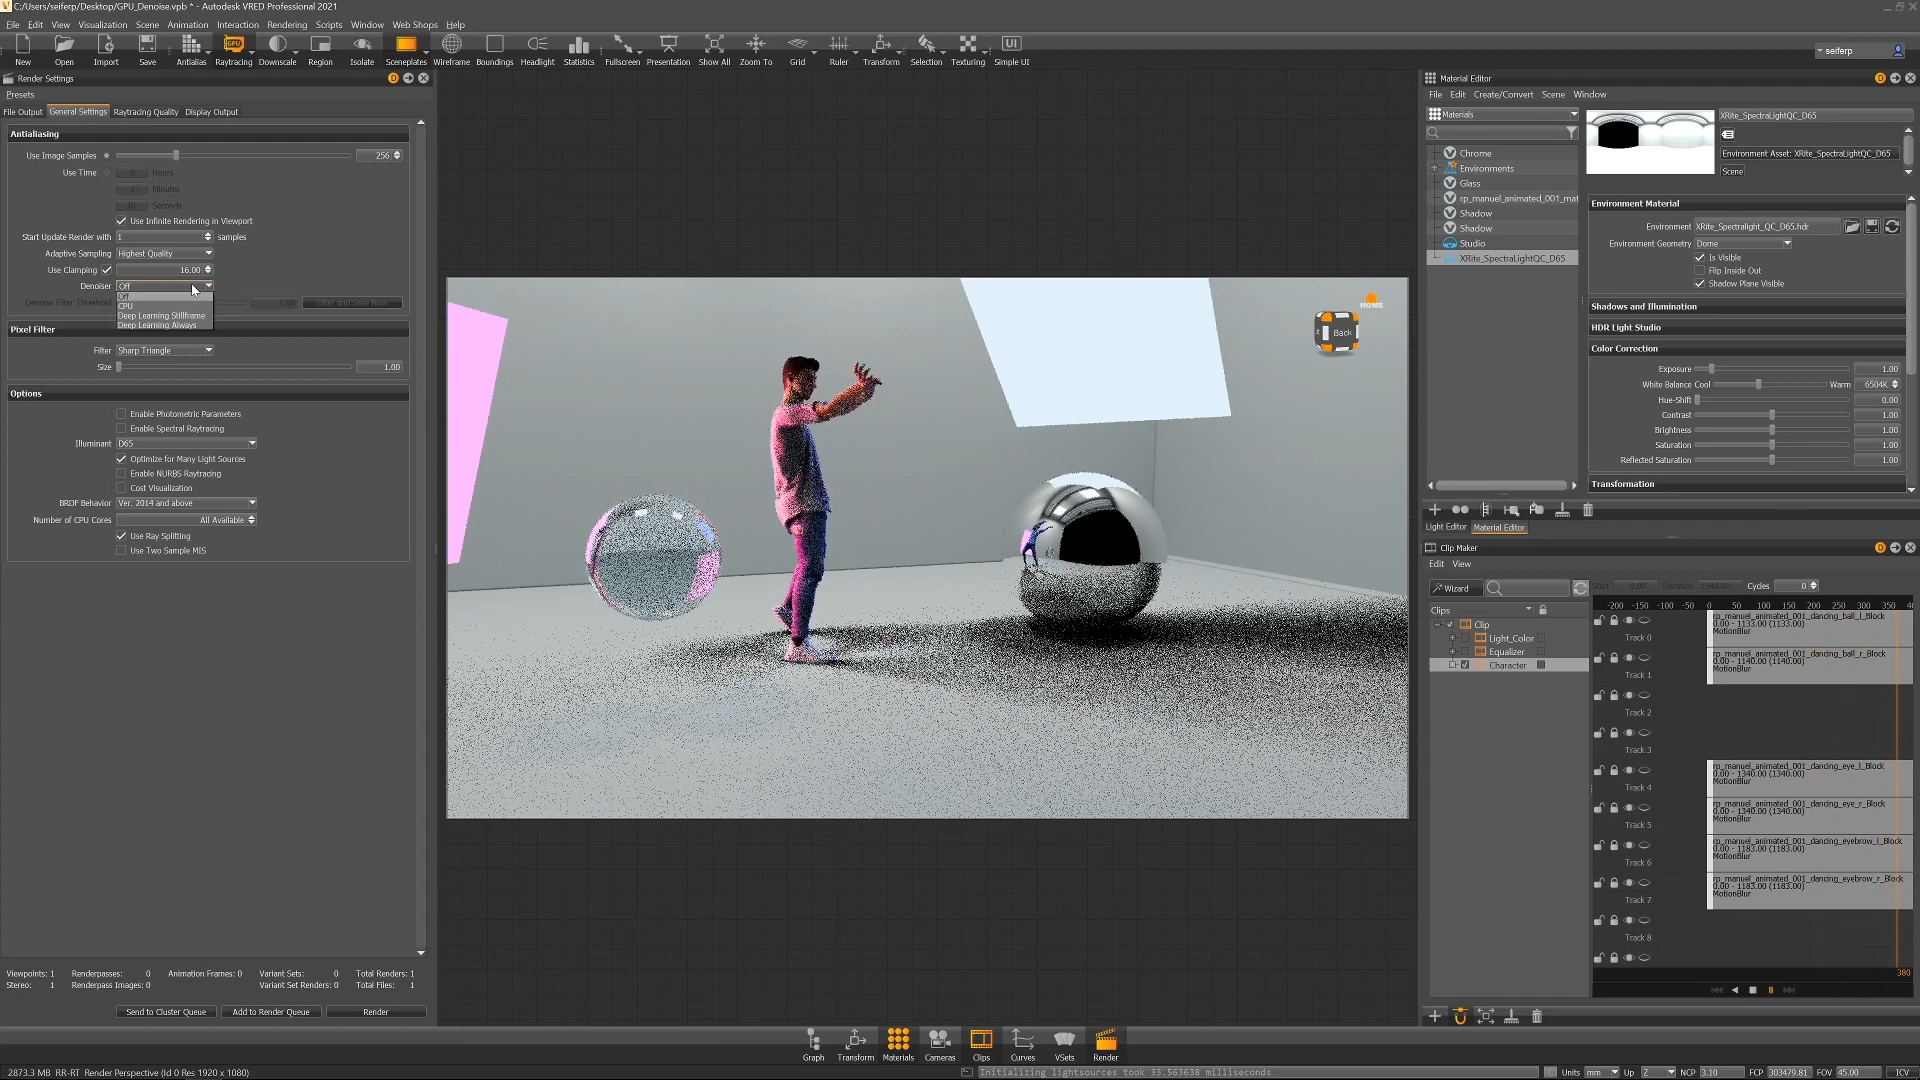 C:/Users/seiferp/Desktop/GPU_Denoise.vpb * - Autodesk VRED Professional 2021
File Edit View Visualization Scene Animation Interaction Rendering Scripts Window Web Shops Help
New Open Import Save Antialias Raytracing Downscale Region Isolate Sceneplates Wireframe Boundings Headlight Statistics Fullscreen Presentation Show All Zoom To Grid Ruler Transform Selection Texturing Simple UI
GPU
UI
seiferp
Render Settings
Presets
File Output General Settings Raytracing Quality Display Output
Antialiasing
Use Image Samples 256
Use Time 0 Hours
1 Minutes
30 Seconds
Use Infinite Rendering in Viewport
Start Update Render with 1 samples
Adaptive Sampling Highest Quality
Use Clamping 16.00
Denoiser Off
Off
CPU
Deep Learning Stillframe
Deep Learning Always
Denoise Filter Threshold 1.00 Filter and Save Now
Pixel Filter
Filter Sharp Triangle
Size 1.00
Options
Enable Photometric Parameters
Enable Spectral Raytracing
Illuminant D65
Optimize for Many Light Sources
Enable NURBS Raytracing
Cost Visualization
BRDF Behavior Ver. 2014 and above
Number of CPU Cores All Available
Use Ray Splitting
Use Two Sample MIS
Viewpoints: 1 Renderpasses: 0 Animation Frames: 0 Variant Sets: 0 Total Renders: 1
Stereo: 1 Renderpass Images: 0 Variant Set Renders: 0 Total Files: 1
Send to Cluster Queue Add to Render Queue Render
HOME
Back
Material Editor
File Edit Create/Convert Scene Window
Materials
Chrome
Environments
Glass
rp_manuel_animated_001_mat
Shadow
Shadow
Studio
XRite_SpectraLightQC_D65
XRite_SpectraLightQC_D65
Environment Asset: XRite_SpectraLightQC_D65
Scene
Environment Material
Environment XRite_Spectralight_QC_D65.hdr
Environment Geometry Dome
Is Visible
Flip Inside Out
Shadow Plane Visible
Shadows and Illumination
HDR Light Studio
Color Correction
Exposure 1.00
White Balance Cool Warm 6504K
Hue-Shift 0.00
Contrast 1.00
Brightness 1.00
Saturation 1.00
Reflected Saturation 1.00
Transformation
Light Editor Material Editor
Clip Maker
Edit View
Wizard Start 0.00 Duration 1340.00 Cycles 0
Clips
Clip
Light_Color
Equalizer
Character
-200 -150 -100 -50 0 50 100 150 200 250 300 350
rp_manuel_animated_001_dancing_ball_l_Block
0.00 - 1133.00 (1133.00)
MotionBlur
Track 0
rp_manuel_animated_001_dancing_ball_r_Block
0.00 - 1140.00 (1140.00)
MotionBlur
Track 1
Track 2
Track 3
rp_manuel_animated_001_dancing_eye_l_Block
0.00 - 1340.00 (1340.00)
MotionBlur
Track 4
rp_manuel_animated_001_dancing_eye_r_Block
0.00 - 1340.00 (1340.00)
MotionBlur
Track 5
rp_manuel_animated_001_dancing_eyebrow_l_Block
0.00 - 1183.00 (1183.00)
MotionBlur
Track 6
rp_manuel_animated_001_dancing_eyebrow_r_Block
0.00 - 1183.00 (1183.00)
MotionBlur
Track 7
Track 8
380
Graph Transform Materials Cameras Clips Curves VSets Render
2873.3 MB RR-RT Render Perspective (Id 0 Res 1920 x 1080)
Initializing lightsources took 33.563638 milliseconds
Units mm Up Z NCP 3.10 FCP 303479.81 FOV 45.00 ICV